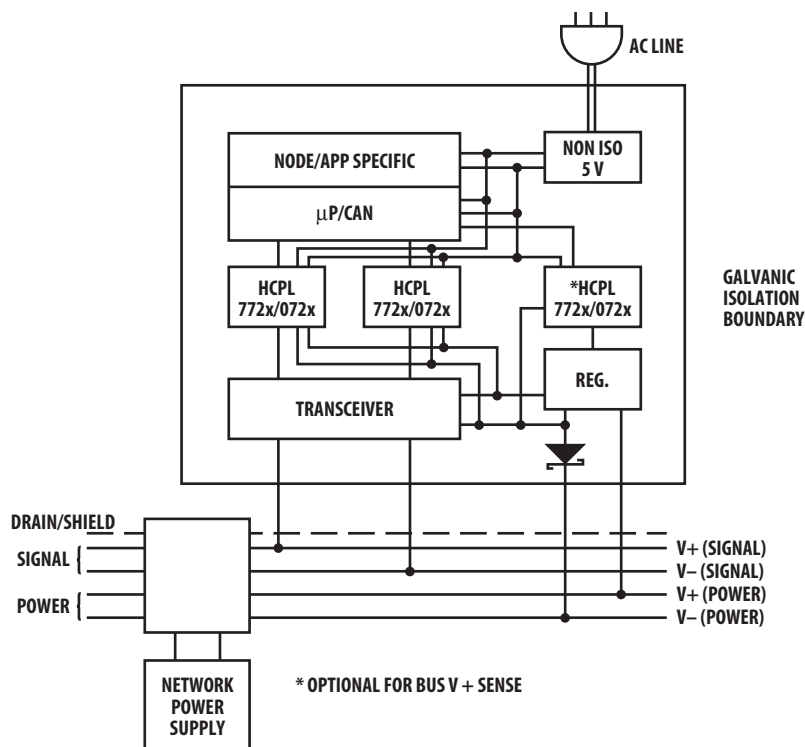 AC LINE
NODE/APP SPECIFIC
NON ISO
5 V
μP/CAN
HCPL
772x/072x
HCPL
772x/072x
*HCPL
772x/072x
GALVANIC
ISOLATION
BOUNDARY
REG.
TRANSCEIVER
DRAIN/SHIELD
SIGNAL
POWER
V+ (SIGNAL)
V– (SIGNAL)
V+ (POWER)
V– (POWER)
NETWORK
POWER
SUPPLY
* OPTIONAL FOR BUS V + SENSE